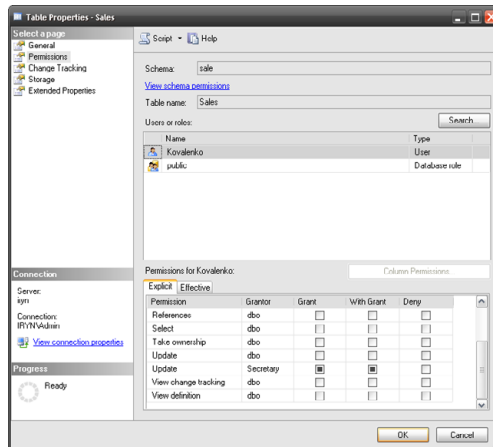 Table Properties - Sales
Select a page
General
Permissions
Change Tracking
Storage
Extended Properties
Script
Help
Schema:
sale
View schema permissions
Table name:
Sales
Users or roles:
Search...
Name
Type
Kovalenko
User
public
Database role
Permissions for Kovalenko:
Column Permissions...
Explicit
Effective
Permission
Grantor
Grant
With Grant
Deny
References
dbo
Select
dbo
Take ownership
dbo
Update
dbo
Update
Secretary
View change tracking
dbo
View definition
dbo
Connection
Server:
Connection:
IRYN\Admin
View connection properties
Progress
Ready
OK
Cancel